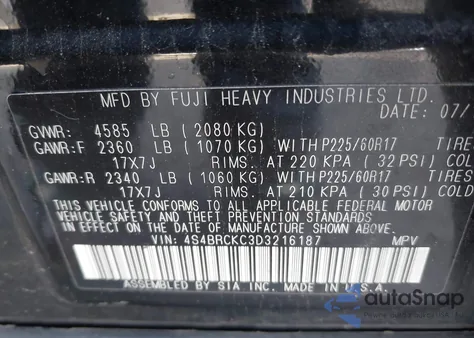 MFD BY FUJI HEAVY INDUSTRIES LTD.
DATE: 07/
GVWR: 4585 LB (2080 KG)
GAWR:F 2360 LB (1070 KG) WITH P225/60R17 TIRE
17X7J RIMS. AT 220 KPA (32 PSI) COLD
GAWR:R 2340 LB (1060 KG) WITH P225/60R17 TIRES
17X7J RIMS. AT 210 KPA (30 PSI) COL
THIS VEHICLE CONFORMS TO ALL APPLICABLE FEDERAL MOTOR
VEHICLE SAFETY AND THEFT PREVENTION STANDARDS
IN EFFECT ON THE DATE OF MANUFACTURE SHOWN ABOVE.
VIN: 4S4BRCKC3D3216187 MPV
ASSEMBLED BY SIA INC. MADE IN U.S.A.
autoSnap